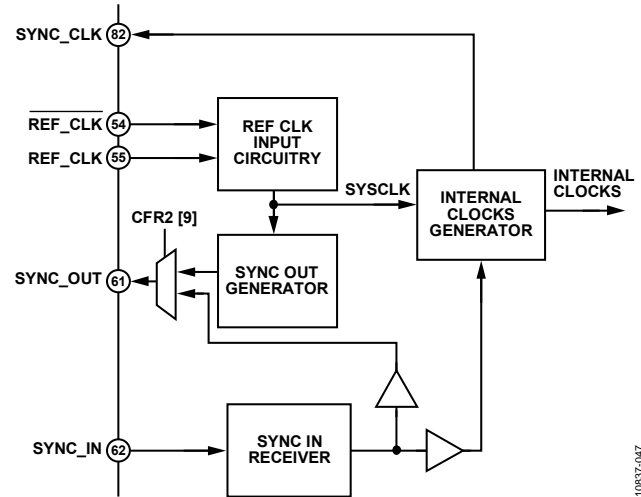 SYNC_CLK 82
REF_CLK 54
REF_CLK 55
REF CLK
INPUT
CIRCUITRY
SYSCLK
INTERNAL
CLOCKS
GENERATOR
INTERNAL
CLOCKS
CFR2 [9]
SYNC_OUT 61
SYNC OUT
GENERATOR
SYNC_IN 62
SYNC IN
RECEIVER
10837-047